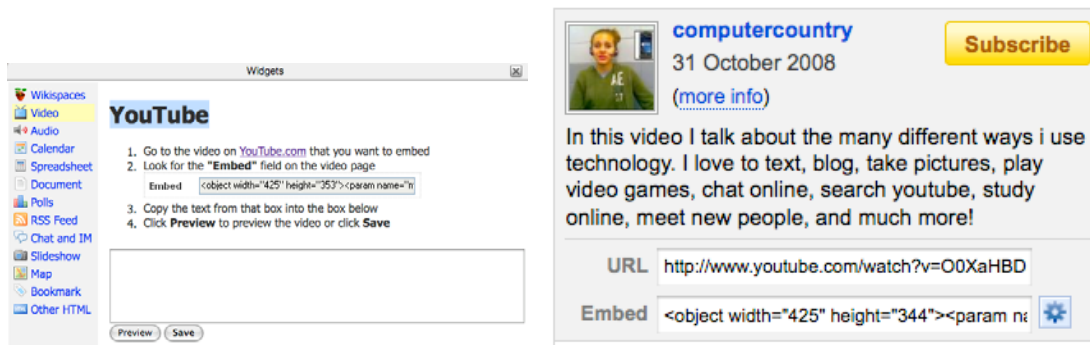 Widgets
Wikispaces
Video
Audio
Calendar
Spreadsheet
Document
Polls
RSS Feed
Chat and IM
Slideshow
Map
Bookmark
Other HTML
YouTube
1. Go to the video on YouTube.com that you want to embed
2. Look for the "Embed" field on the video page
Embed <object width="425" height="353"><param name="m
3. Copy the text from that box into the box below
4. Click Preview to preview the video or click Save
Preview Save
computercountry
31 October 2008
(more info)
Subscribe
AE
In this video I talk about the many different ways i use
technology. I love to text, blog, take pictures, play
video games, chat online, search youtube, study
online, meet new people, and much more!
URL http://www.youtube.com/watch?v=O0XaHBD
Embed <object width="425" height="344"><param na